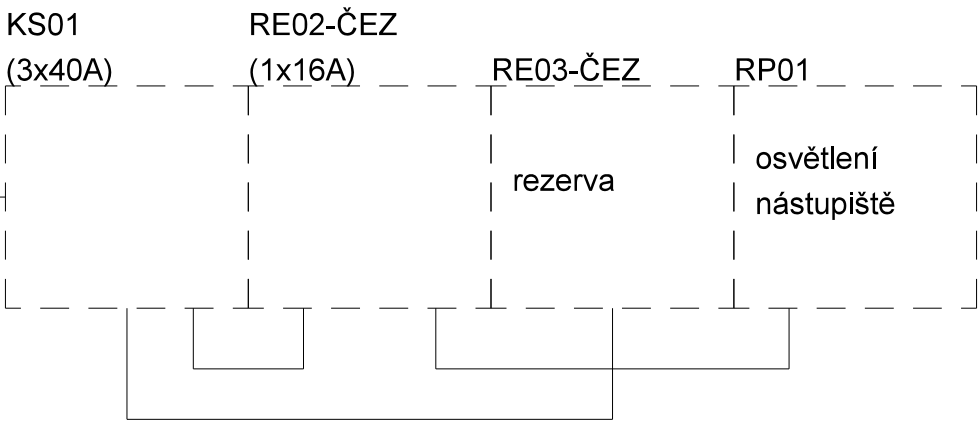 KS01
(3x40A)
RE02-ČEZ
(1x16A)
RE03-ČEZ
RP01
rezerva
osvětlení
nástupiště